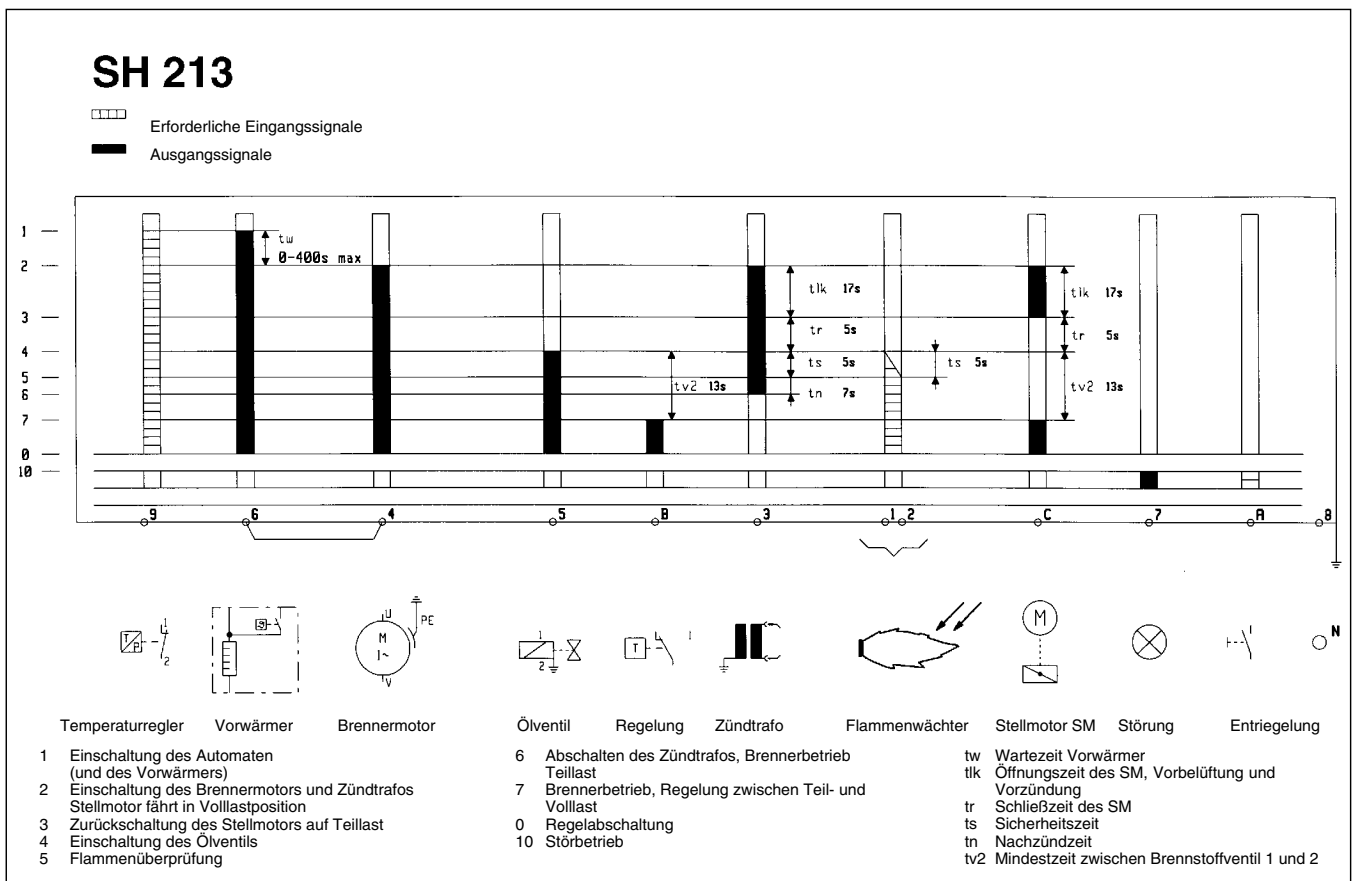 SH 213
Erforderliche Eingangssignale
Ausgangssignale
1
2
3
4
5
6
7
0
10
tw
0-400s max
tv2 13s
tlk 17s
tr 5s
ts 5s
tn 7s
ts 5s
tlk 17s
tr 5s
tv2 13s
9 6 4 5 B 3 1 2 C 7 A 8
T P 1 2
ϑ
U PE
M
1~
V
1
2
T 1
M
1
N
Temperaturregler Vorwärmer Brennermotor Ölventil Regelung Zündtrafo Flammenwächter Stellmotor SM Störung Entriegelung
1 Einschaltung des Automaten
(und des Vorwärmers)
2 Einschaltung des Brennermotors und Zündtrafos
Stellmotor fährt in Volllastposition
3 Zurückschaltung des Stellmotors auf Teillast
4 Einschaltung des Ölventils
5 Flammenüberprüfung
6 Abschalten des Zündtrafos, Brennerbetrieb
Teillast
7 Brennerbetrieb, Regelung zwischen Teil- und
Volllast
0 Regelabschaltung
10 Störbetrieb
tw Wartezeit Vorwärmer
tlk Öffnungszeit des SM, Vorbelüftung und
Vorzündung
tr Schließzeit des SM
ts Sicherheitszeit
tn Nachzündzeit
tv2 Mindestzeit zwischen Brennstoffventil 1 und 2